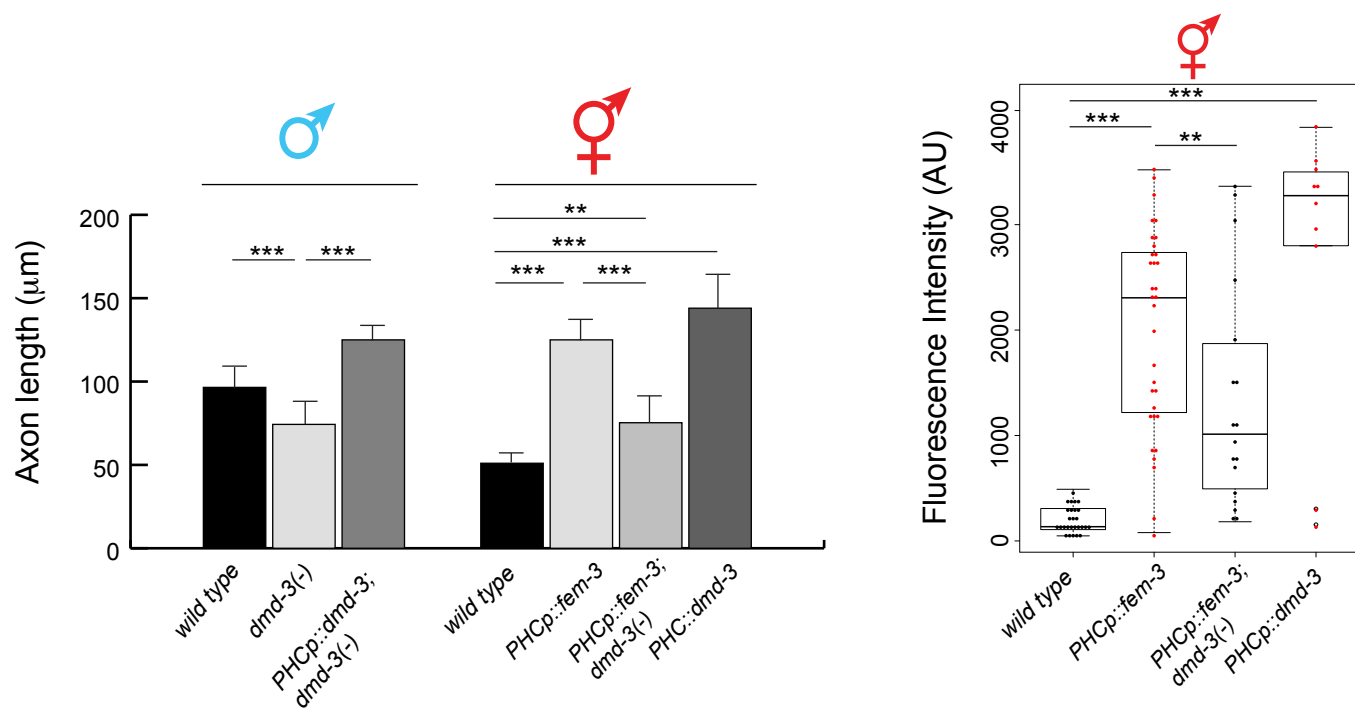 Axon length (μm)
200
150
100
50
0
***
***
**
***
***
***
wild type
dmd-3(-)
PHCp::dmd-3;
dmd-3(-)
wild type
PHCp::fem-3
PHCp::fem-3;
dmd-3(-)
PHC::dmd-3
Fluorescence Intensity (AU)
4000
3000
2000
1000
0
***
***
**
wild type
PHCp::fem-3
PHCp::fem-3;
dmd-3(-)
PHCp::dmd-3